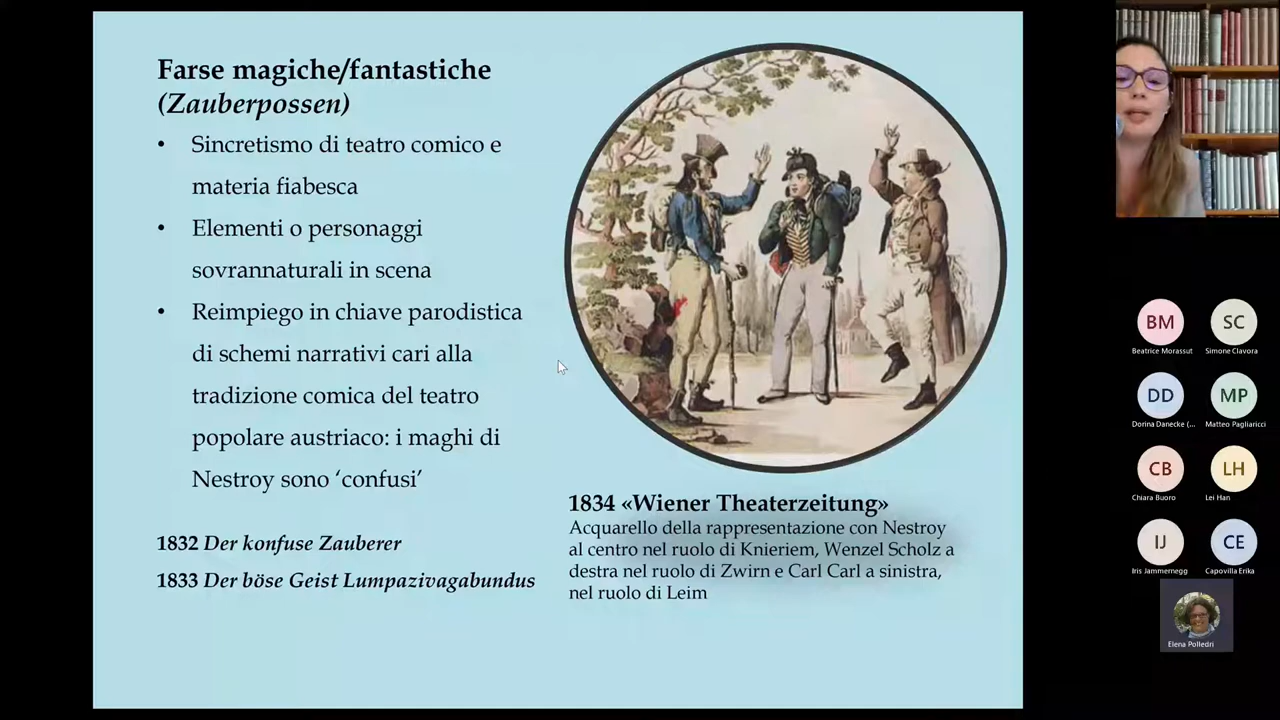 Farse magiche/fantastiche
(Zauberpossen)
• Sincretismo di teatro comico e
materia fiabesca
• Elementi o personaggi
sovrannaturali in scena
• Reimpiego in chiave parodistica
di schemi narrativi cari alla
tradizione comica del teatro
popolare austriaco: i maghi di
Nestroy sono ‘confusi’
1832 Der konfuse Zauberer
1833 Der böse Geist Lumpazivagabundus
1834 «Wiener Theaterzeitung»
Acquarello della rappresentazione con Nestroy
al centro nel ruolo di Knieriem, Wenzel Scholz a
destra nel ruolo di Zwirn e Carl Carl a sinistra,
nel ruolo di Leim
BM SC
Beatrice Morassut Simone Clavora
DD MP
Dorina Danecke (... Matteo Pagliaricci
CB LH
Chiara Buoro Lei Han
IJ CE
Iris Jammernegg Capovilla Erika
Elena Polledri